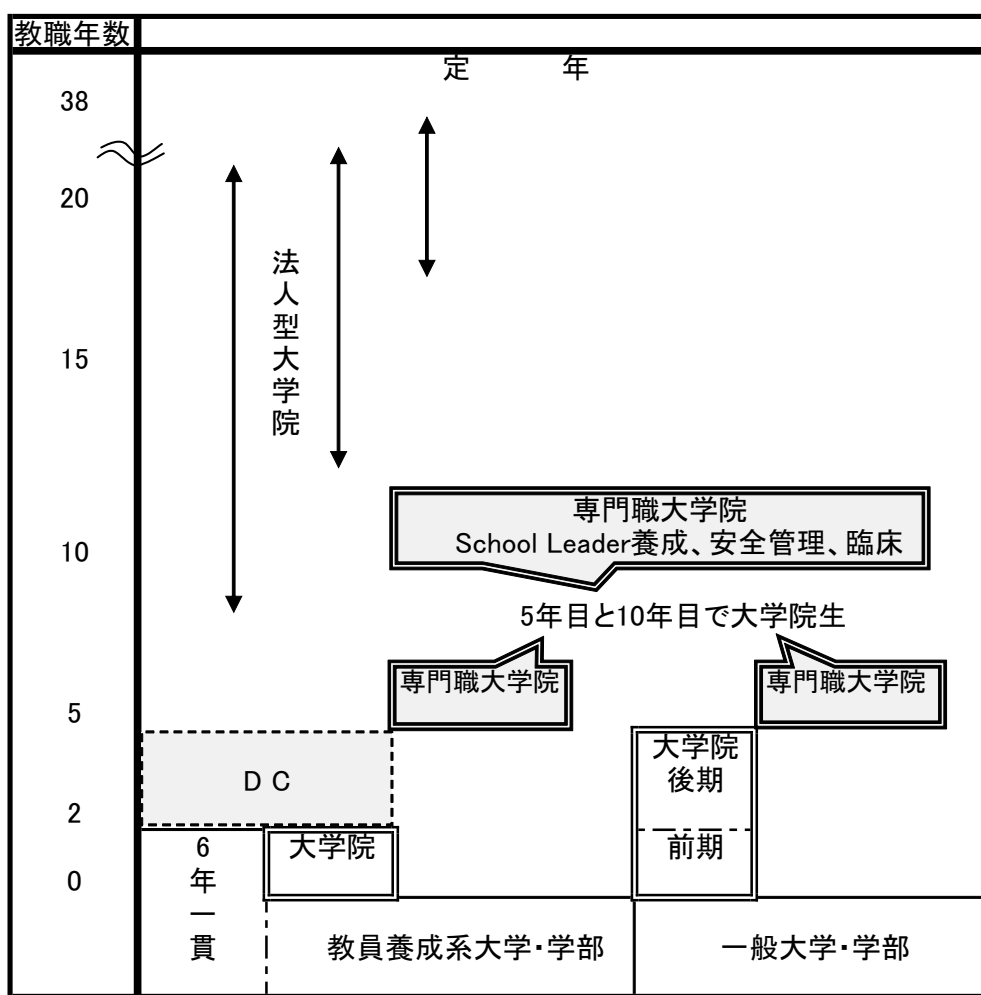 教職年数
定　年
38
20
法人型大学院
15
専門職大学院
School Leader養成、安全管理、臨床
10
5年目と10年目で大学院生
専門職大学院
専門職大学院
5
大学院
後期
DC
2
6年一貫
大学院
前期
0
教員養成系大学・学部
一般大学・学部